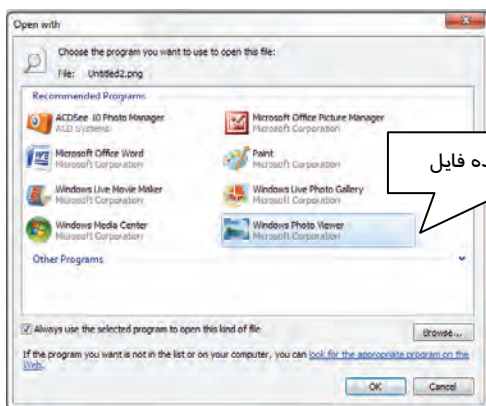 Open with
Choose the program you want to use to open this file:
File: Untitled2.png
Recommended Programs
ACDSee 10 Photo Manager
ACD Systems
Microsoft Office Picture Manager
Microsoft Corporation
Microsoft Office Word
Microsoft Corporation
Paint
Microsoft Corporation
Windows Live Movie Maker
Microsoft Corporation
Windows Live Photo Gallery
Microsoft Corporation
Windows Media Center
Microsoft Corporation
Windows Photo Viewer
Microsoft Corporation
ده فایل
Other Programs
Always use the selected program to open this kind of file
Browse...
If the program you want is not in the list or on your computer, you can look for the appropriate program on the
Web.
OK
Cancel